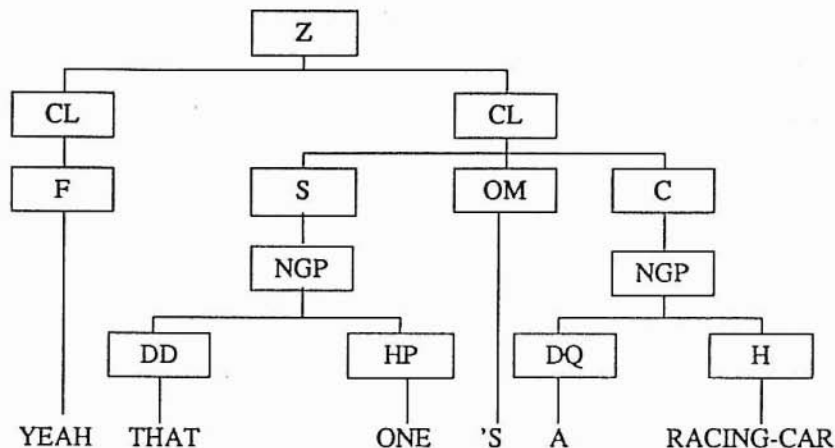 Z
CL CL
F S OM C
NGP NGP
DD HP DQ H
YEAH THAT ONE 'S A RACING-CAR